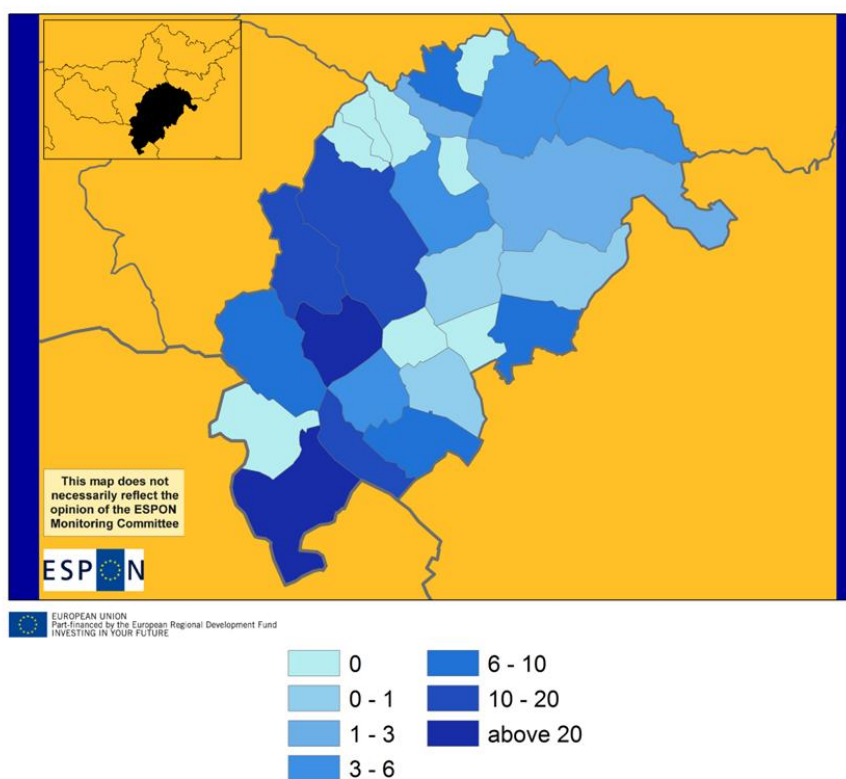 This map does not
necessarily reflect the
opinion of the ESPON
Monitoring Committee
ESPON
EUROPEAN UNION
Part-financed by the European Regional Development Fund
INVESTING IN YOUR FUTURE
0
0 - 1
1 - 3
3 - 6
6 - 10
10 - 20
above 20